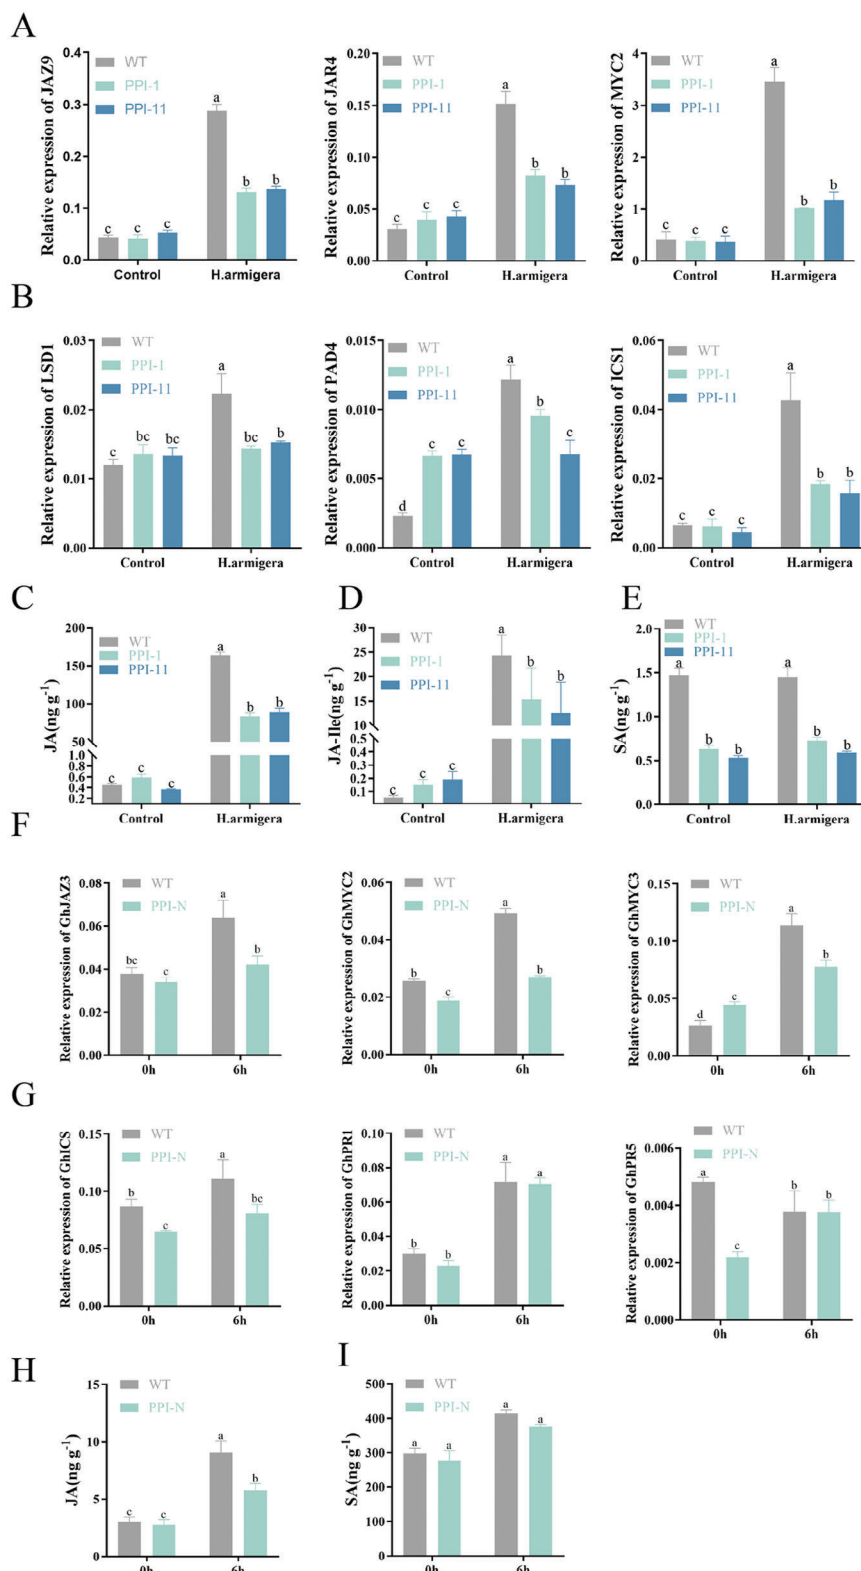 A
Relative expression of JAZ9
0.4
0.3
0.2
0.1
0.0
WT
PPI-1
PPI-11
c c c
a
b b
Control H.armigera
Relative expression of JAR4
0.20
0.15
0.10
0.05
0.00
WT
PPI-1
PPI-11
c c c
a
b b
Control H.armigera
Relative expression of MYC2
4
3
2
1
0
WT
PPI-1
PPI-11
c c c
a
b b
Control H.armigera
B
Relative expression of LSD1
0.03
0.02
0.01
0.00
WT
PPI-1
PPI-11
c bc bc
a
bc b
Control H.armigera
Relative expression of PAD4
0.015
0.010
0.005
0.000
WT
PPI-1
PPI-11
d c c
a b c
Control H.armigera
Relative expression of ICS1
0.06
0.04
0.02
0.00
WT
PPI-1
PPI-11
c c c
a
b b
Control H.armigera
C
JA(ng g-1)
200
150
100
50
1.0
0.8
0.6
0.4
0.2
WT
PPI-1
PPI-11
c c c
a
b b
Control H.armigera
D
JA-Ile(ng g-1)
30
25
20
15
10
0.5
0.4
0.3
0.2
0.1
WT
PPI-1
PPI-11
c c c
a b b
Control H.armigera
E
SA(ng g-1)
2.0
1.5
1.0
0.5
0.0
WT
PPI-1
PPI-11
a b b
a b b
Control H.armigera
F
Relative expression of GhJAZ3
0.08
0.06
0.04
0.02
0.00
WT
PPI-N
bc c
a b
0h 6h
Relative expression of GhMYC2
0.06
0.04
0.02
0.00
WT
PPI-N
b c
a b
0h 6h
Relative expression of GhMYC3
0.15
0.10
0.05
0.00
WT
PPI-N
d c
a b
0h 6h
G
Relative expression of GhICS
0.15
0.10
0.05
0.00
WT
PPI-N
b c
a bc
0h 6h
Relative expression of GhPR1
0.10
0.08
0.06
0.04
0.02
0.00
WT
PPI-N
b b
a a
0h 6h
Relative expression of GhPR5
0.006
0.004
0.002
0.000
WT
PPI-N
a c
b b
0h 6h
H
JA(ng g-1)
15
10
5
0
WT
PPI-N
c c
a b
0h 6h
I
SA(ng g-1)
500
400
300
200
100
0
WT
PPI-N
a a
a a
0h 6h